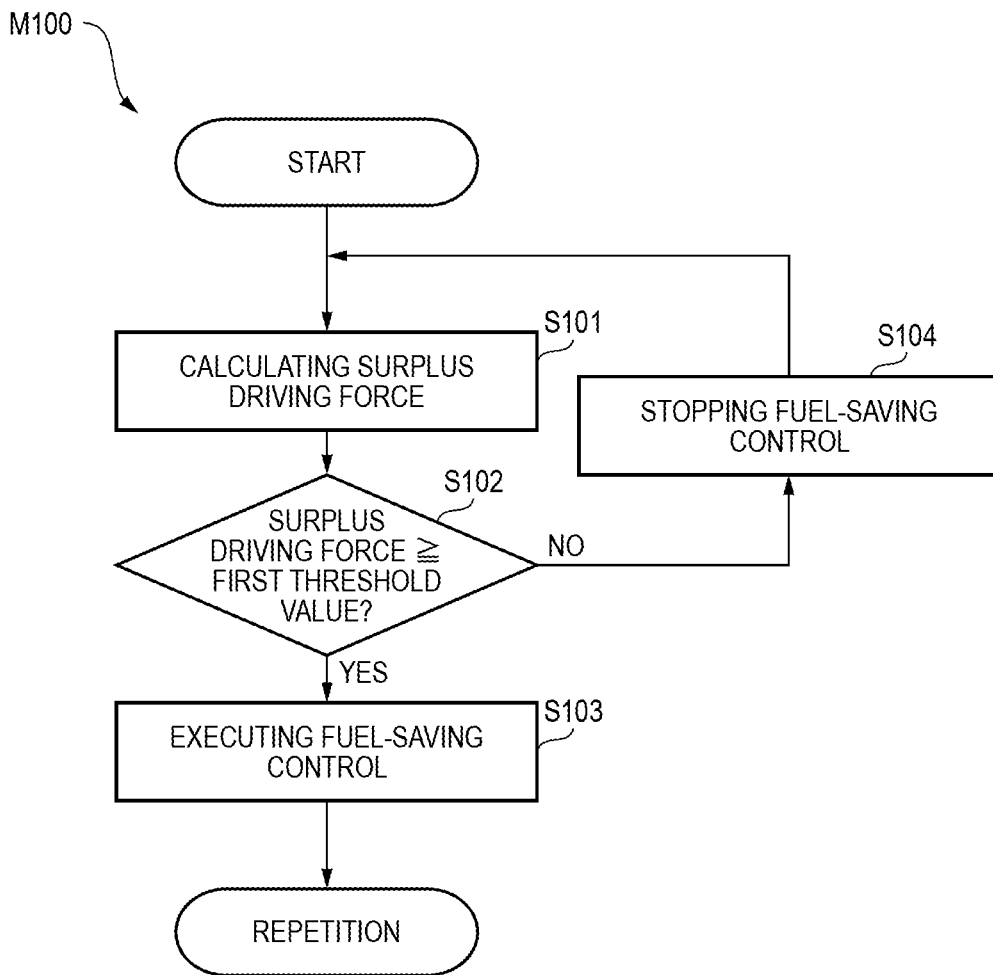 M100
START
S101
CALCULATING SURPLUS
DRIVING FORCE
S104
STOPPING FUEL-SAVING
CONTROL
S102
SURPLUS
DRIVING FORCE ≧
FIRST THRESHOLD
VALUE?
NO
YES
S103
EXECUTING FUEL-SAVING
CONTROL
REPETITION